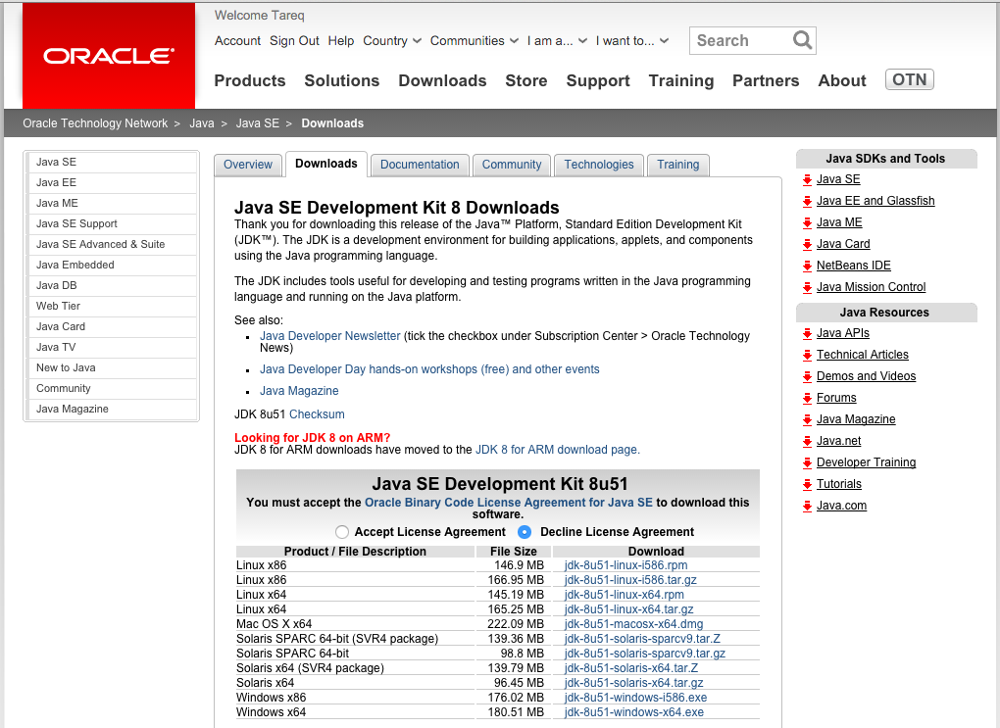 ORACLE
Welcome Tareq
Account Sign Out Help Country Communities I am a... I want to...
Search
Products Solutions Downloads Store Support Training Partners About OTN
Oracle Technology Network > Java > Java SE > Downloads
Java SE
Java EE
Java ME
Java SE Support
Java SE Advanced & Suite
Java Embedded
Java DB
Web Tier
Java Card
Java TV
New to Java
Community
Java Magazine
Overview Downloads Documentation Community Technologies Training
Java SE Development Kit 8 Downloads
Thank you for downloading this release of the Java™ Platform, Standard Edition Development Kit
(JDK™). The JDK is a development environment for building applications, applets, and components
using the Java programming language.
The JDK includes tools useful for developing and testing programs written in the Java programming
language and running on the Java platform.
See also:
Java Developer Newsletter (tick the checkbox under Subscription Center > Oracle Technology
News)
Java Developer Day hands-on workshops (free) and other events
Java Magazine
JDK 8u51 Checksum
Looking for JDK 8 on ARM?
JDK 8 for ARM downloads have moved to the JDK 8 for ARM download page.
Java SE Development Kit 8u51
You must accept the Oracle Binary Code License Agreement for Java SE to download this
software.
Accept License Agreement Decline License Agreement
Product / File Description File Size Download
Linux x86 146.9 MB jdk-8u51-linux-i586.rpm
Linux x86 166.95 MB jdk-8u51-linux-i586.tar.gz
Linux x64 145.19 MB jdk-8u51-linux-x64.rpm
Linux x64 165.25 MB jdk-8u51-linux-x64.tar.gz
Mac OS X x64 222.09 MB jdk-8u51-macosx-x64.dmg
Solaris SPARC 64-bit (SVR4 package) 139.36 MB jdk-8u51-solaris-sparcv9.tar.Z
Solaris SPARC 64-bit 98.8 MB jdk-8u51-solaris-sparcv9.tar.gz
Solaris x64 (SVR4 package) 139.79 MB jdk-8u51-solaris-x64.tar.Z
Solaris x64 96.45 MB jdk-8u51-solaris-x64.tar.gz
Windows x86 176.02 MB jdk-8u51-windows-i586.exe
Windows x64 180.51 MB jdk-8u51-windows-x64.exe
Java SDKs and Tools
Java SE
Java EE and Glassfish
Java ME
Java Card
NetBeans IDE
Java Mission Control
Java Resources
Java APIs
Technical Articles
Demos and Videos
Forums
Java Magazine
Java.net
Developer Training
Tutorials
Java.com